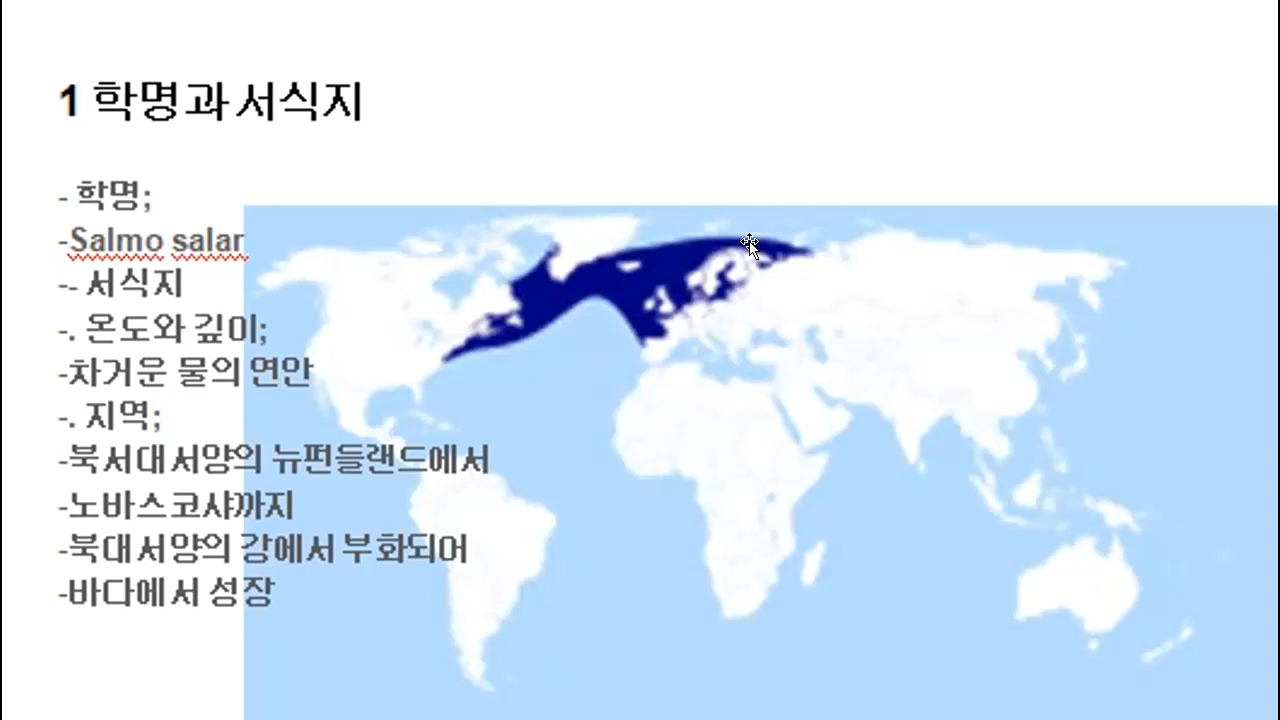 1 학명과 서식지
- 학명;
-Salmo salar
-- 서식지
-. 온도와 깊이;
-차거운 물의 연안
-. 지역;
-북서대서양의 뉴펀들랜드에서
-노바스코샤까지
-북대서양의 강에서 부화되어
-바다에서 성장